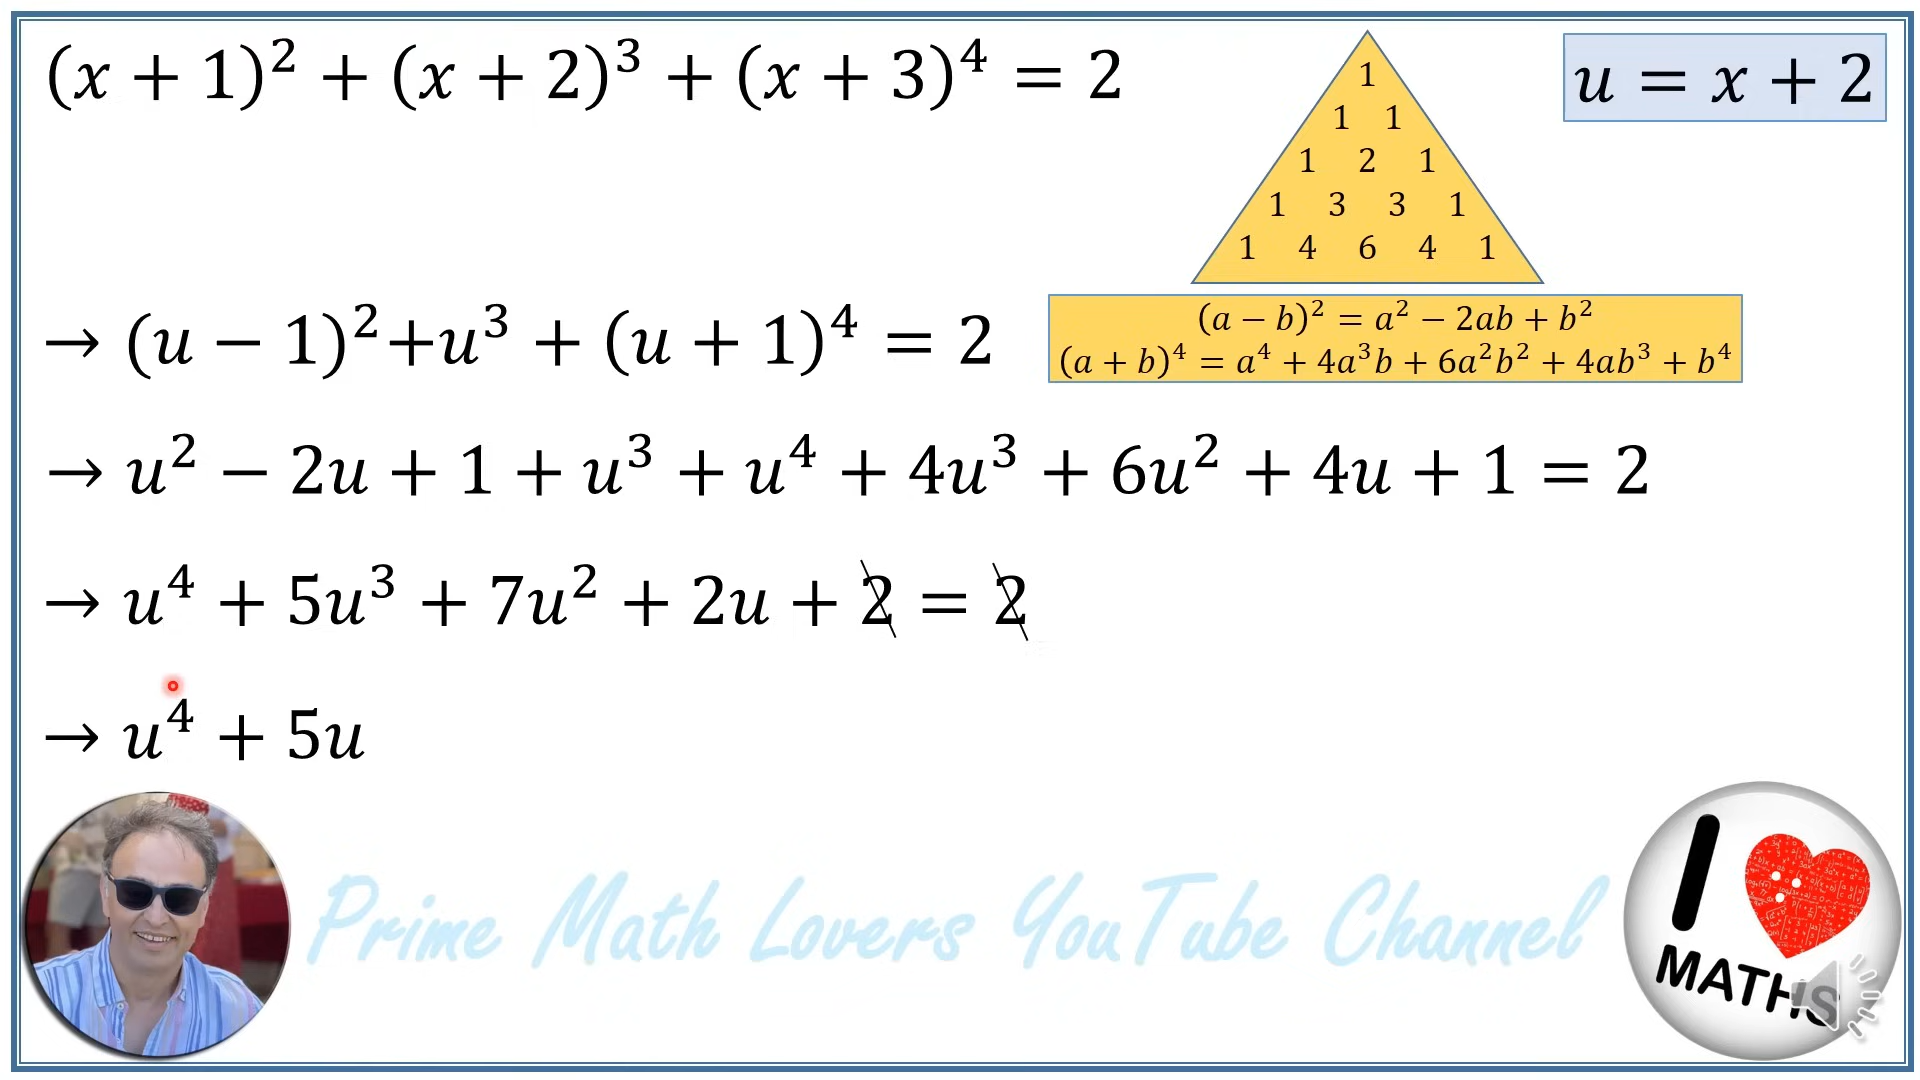 (x + 1)² + (x + 2)³ + (x + 3)⁴ = 2
u = x + 2
1
1 1
1 2 1
1 3 3 1
1 4 6 4 1
(a − b)² = a² − 2ab + b²
(a + b)⁴ = a⁴ + 4a³b + 6a²b² + 4ab³ + b⁴
→ (u − 1)²+u³ + (u + 1)⁴ = 2
→ u² − 2u + 1 + u³ + u⁴ + 4u³ + 6u² + 4u + 1 = 2
→ u⁴ + 5u³ + 7u² + 2u + 2 = 2
→ u⁴ + 5u
Prime Math Lovers YouTube Channel
I
MATHS